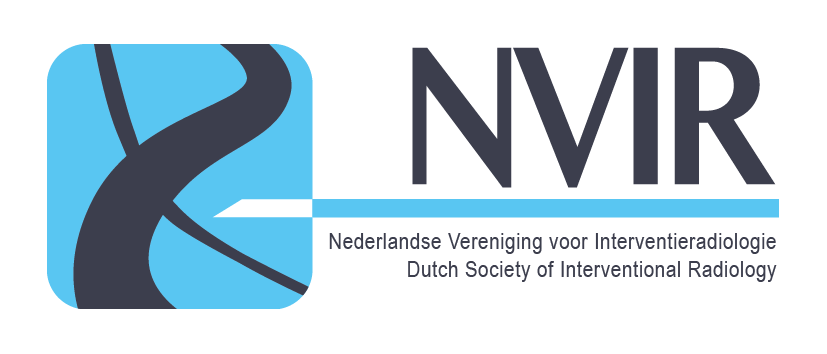 NVIR
Nederlandse Vereniging voor Interventieradiologie
Dutch Society of Interventional Radiology